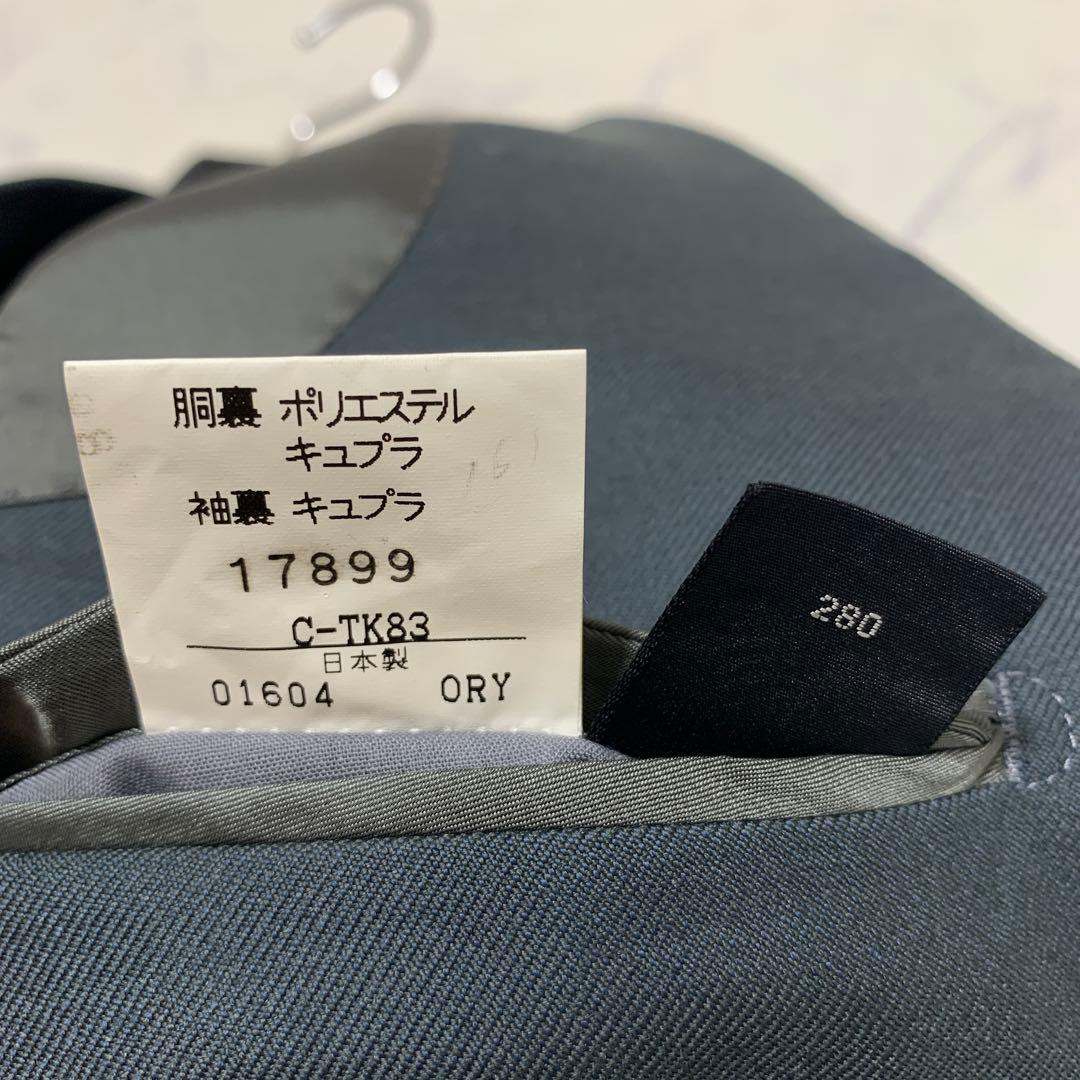 胴裏 ポリエステル
キュプラ
袖裏 キュプラ
17899
C-TK83
日本製
01604 ORY
280